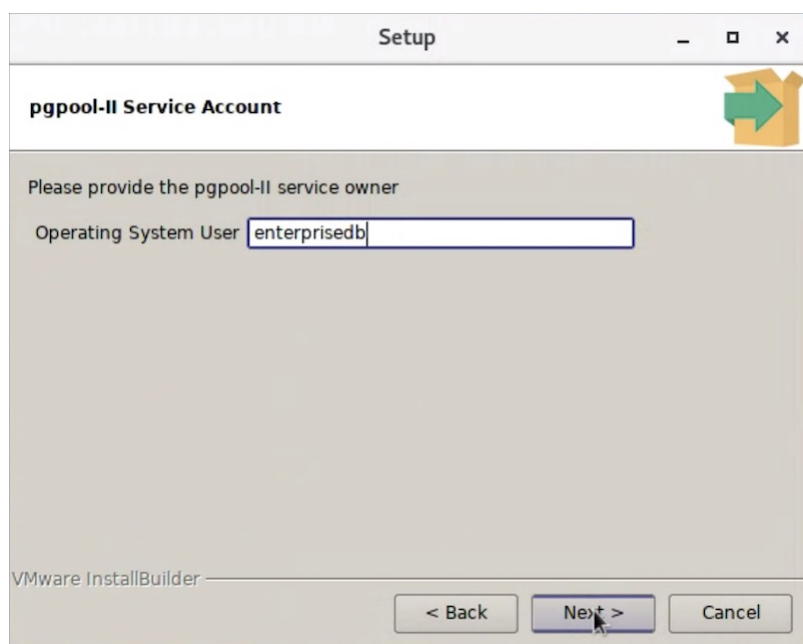 Setup
pgpool-II Service Account
Please provide the pgpool-II service owner
Operating System User enterprisedb
VMware InstallBuilder
< Back Next > Cancel